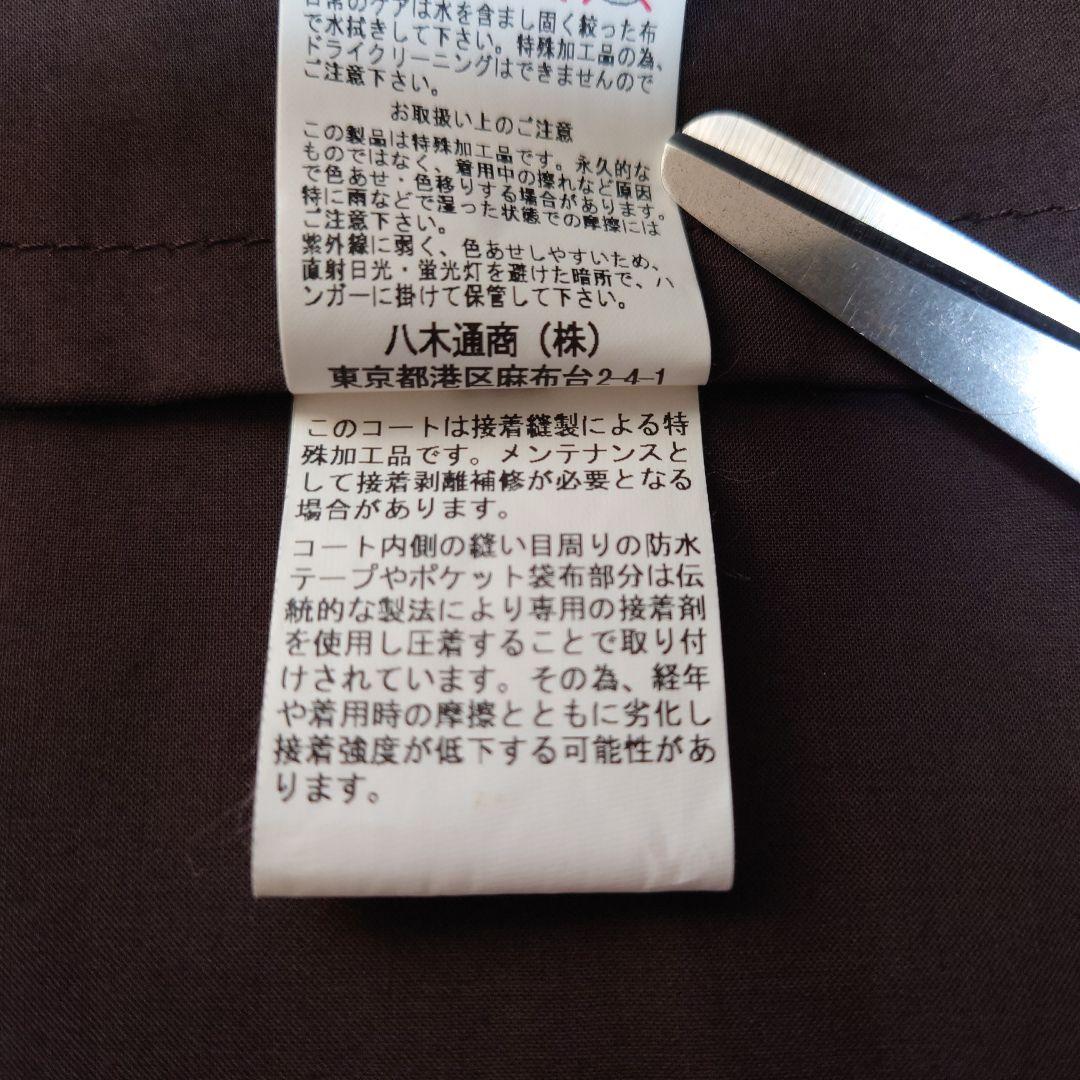 日常のケアは水を含まし固く絞った布
で水拭きして下さい。特殊加工品の為、
ドライクリーニングはできませんので
ご注意下さい。
お取扱い上のご注意
この製品は特殊加工品です。永久的な
ものではなく、着用中の擦れなど原因
で色あせ・色移りする場合があります。
特に雨などで湿った状態での摩擦には
ご注意下さい。
紫外線に弱く、色あせしやすいため、
直射日光・蛍光灯を避けた暗所で、ハ
ンガーに掛けて保管して下さい。
八木通商（株）
東京都港区麻布台2-4-1
このコートは接着縫製による特
殊加工品です。メンテナンスと
して接着剥離補修が必要となる
場合があります。
コート内側の縫い目周りの防水
テープやポケット袋布部分は伝
統的な製法により専用の接着剤
を使用し圧着することで取り付
けされています。その為、経年
や着用時の摩擦とともに劣化し
接着強度が低下する可能性があ
ります。